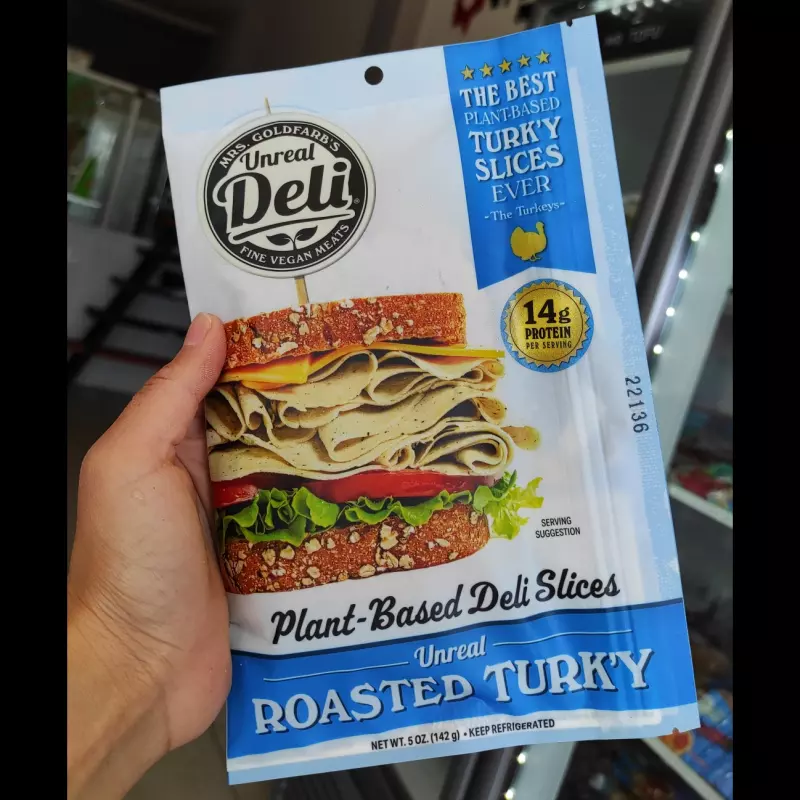 MRS. GOLDFARB'S
Unreal
Deli®
FINE VEGAN MEATS
THE BEST
PLANT-BASED
TURK'Y
SLICES
EVER
-The Turkeys-
14g
PROTEIN
PER SERVING
22136
SERVING
SUGGESTION
Plant-Based Deli Slices
Unreal
ROASTED TURK'Y
NET WT. 5 OZ. (142 g) • KEEP REFRIGERATED